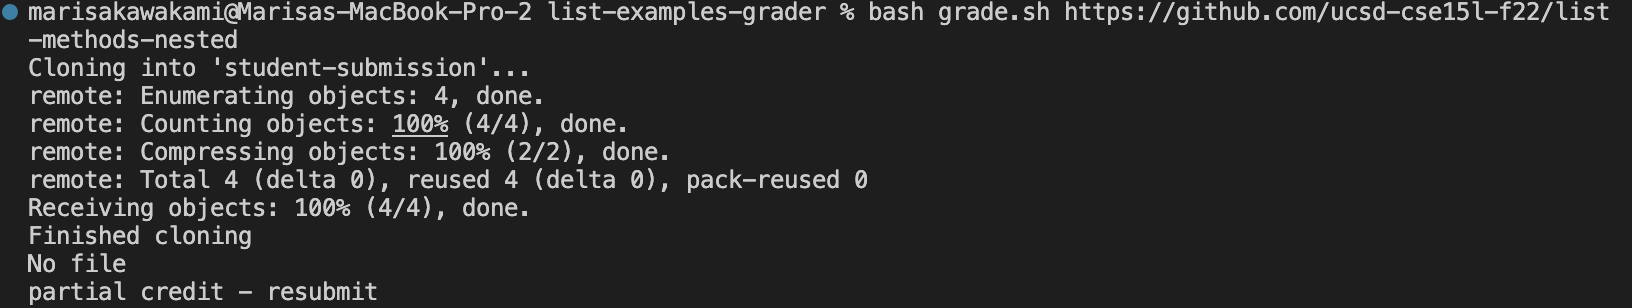 marisakawakami@Marisas-MacBook-Pro-2 list-examples-grader % bash grade.sh https://github.com/ucsd-cse15l-f22/list
-methods-nested
Cloning into 'student-submission'...
remote: Enumerating objects: 4, done.
remote: Counting objects: 100% (4/4), done.
remote: Compressing objects: 100% (2/2), done.
remote: Total 4 (delta 0), reused 4 (delta 0), pack-reused 0
Receiving objects: 100% (4/4), done.
Finished cloning
No file
partial credit - resubmit